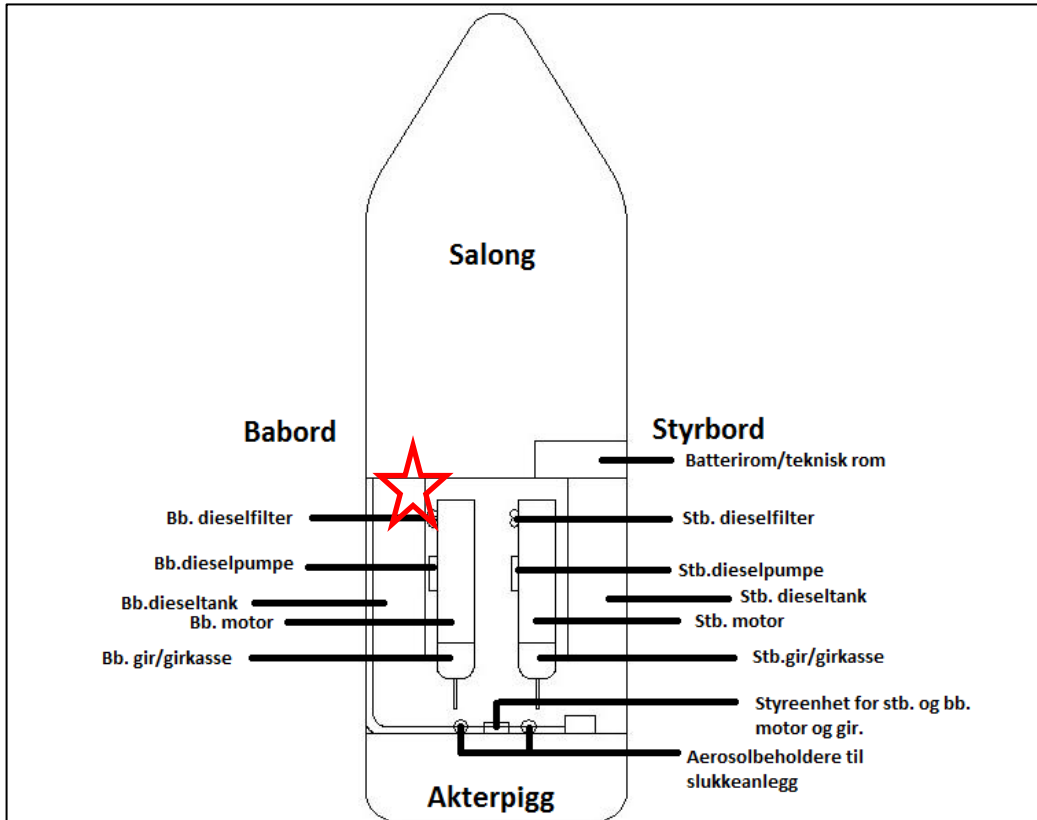 Salong
Babord
Styrbord
Batterirom/teknisk rom
Bb. dieselfilter
Stb. dieselfilter
Bb.dieselpumpe
Stb.dieselpumpe
Bb.dieseltank
Stb. dieseltank
Bb. motor
Stb. motor
Bb. gir/girkasse
Stb.gir/girkasse
Styreenhet for stb. og bb.
motor og gir.
Aerosolbeholdere til
slukkeanlegg
Akterpigg